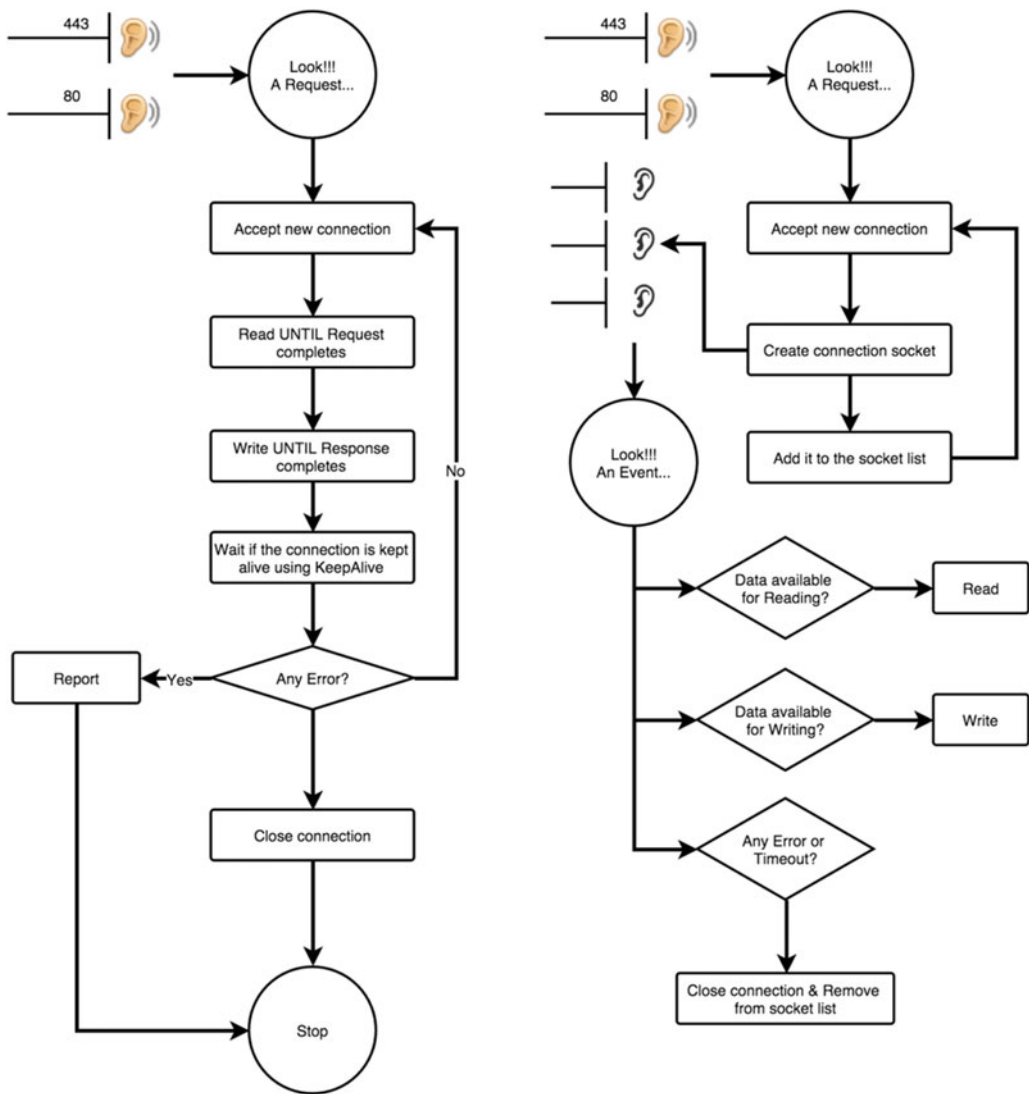 443
80
Look!!!
A Request...
Accept new connection
Read UNTIL Request
completes
Write UNTIL Response
completes
No
Wait if the connection is kept
alive using KeepAlive
Any Error?
Yes
Report
Close connection
Stop
443
80
Look!!!
A Request...
Accept new connection
Create connection socket
Add it to the socket list
Look!!!
An Event...
Data available
for Reading?
Read
Data available
for Writing?
Write
Any Error or
Timeout?
Close connection & Remove
from socket list